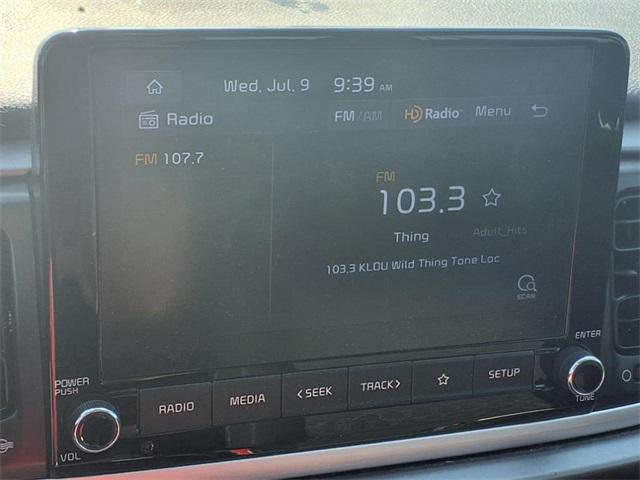 Wed, Jul. 9 9:39 AM
Radio FM/AM HD Radio Menu
FM 107.7
FM
103.3
Thing Adult_Hits
103.3 KLOU Wild Thing Tone Loc
SCAN
POWER
PUSH
RADIO MEDIA <SEEK TRACK> SETUP
ENTER
VOL
TUNE